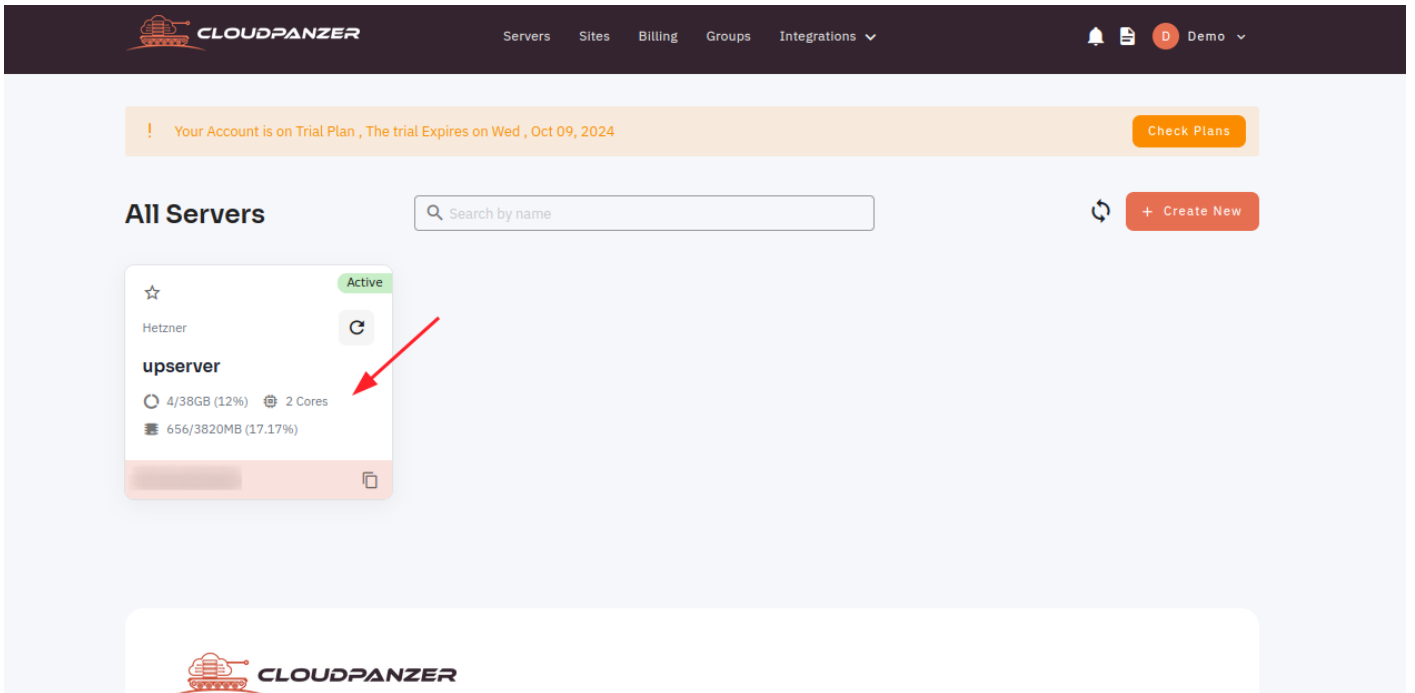 CLOUDPANZER
Servers Sites Billing Groups Integrations
D Demo
! Your Account is on Trial Plan , The trial Expires on Wed , Oct 09, 2024
Check Plans
All Servers
Search by name
+ Create New
Active
Hetzner
upserver
4/38GB (12%) 2 Cores
656/3820MB (17.17%)
CLOUDPANZER